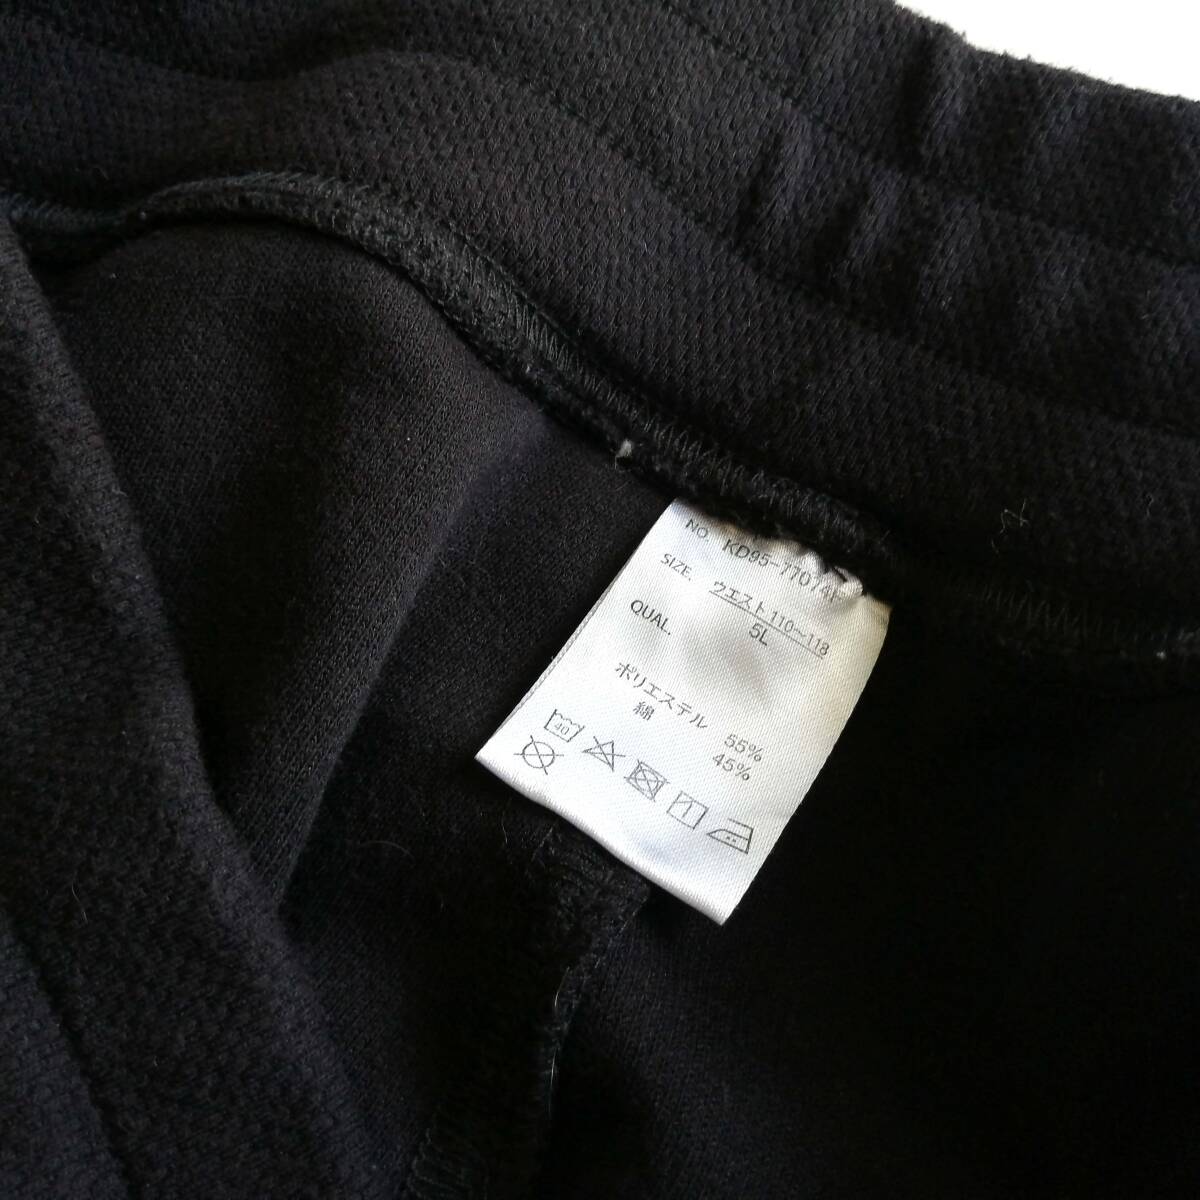 NO. KD95-77074
SIZE. ウエスト110～118
5L
QUAL.
ポリエステル 55%
綿 45%
40